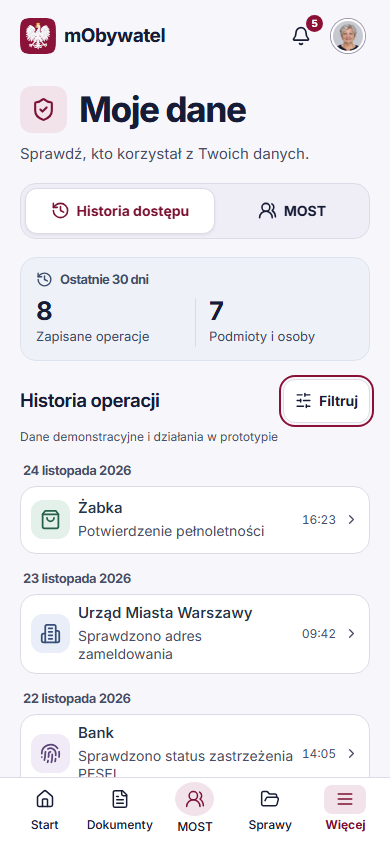 mObywatel
5
Moje dane
Sprawdź, kto korzystał z Twoich danych.
Historia dostępu
MOST
Ostatnie 30 dni
8
7
Zapisane operacje
Podmioty i osoby
Historia operacji
Filtruj
Dane demonstracyjne i działania w prototypie
24 listopada 2026
Żabka
Potwierdzenie pełnoletności
16:23
23 listopada 2026
Urząd Miasta Warszawy
Sprawdzono adres
zameldowania
09:42
22 listopada 2026
Bank
Sprawdzono status zastrzeżenia
PESEL
14:05
Start
Dokumenty
MOST
Sprawy
Więcej